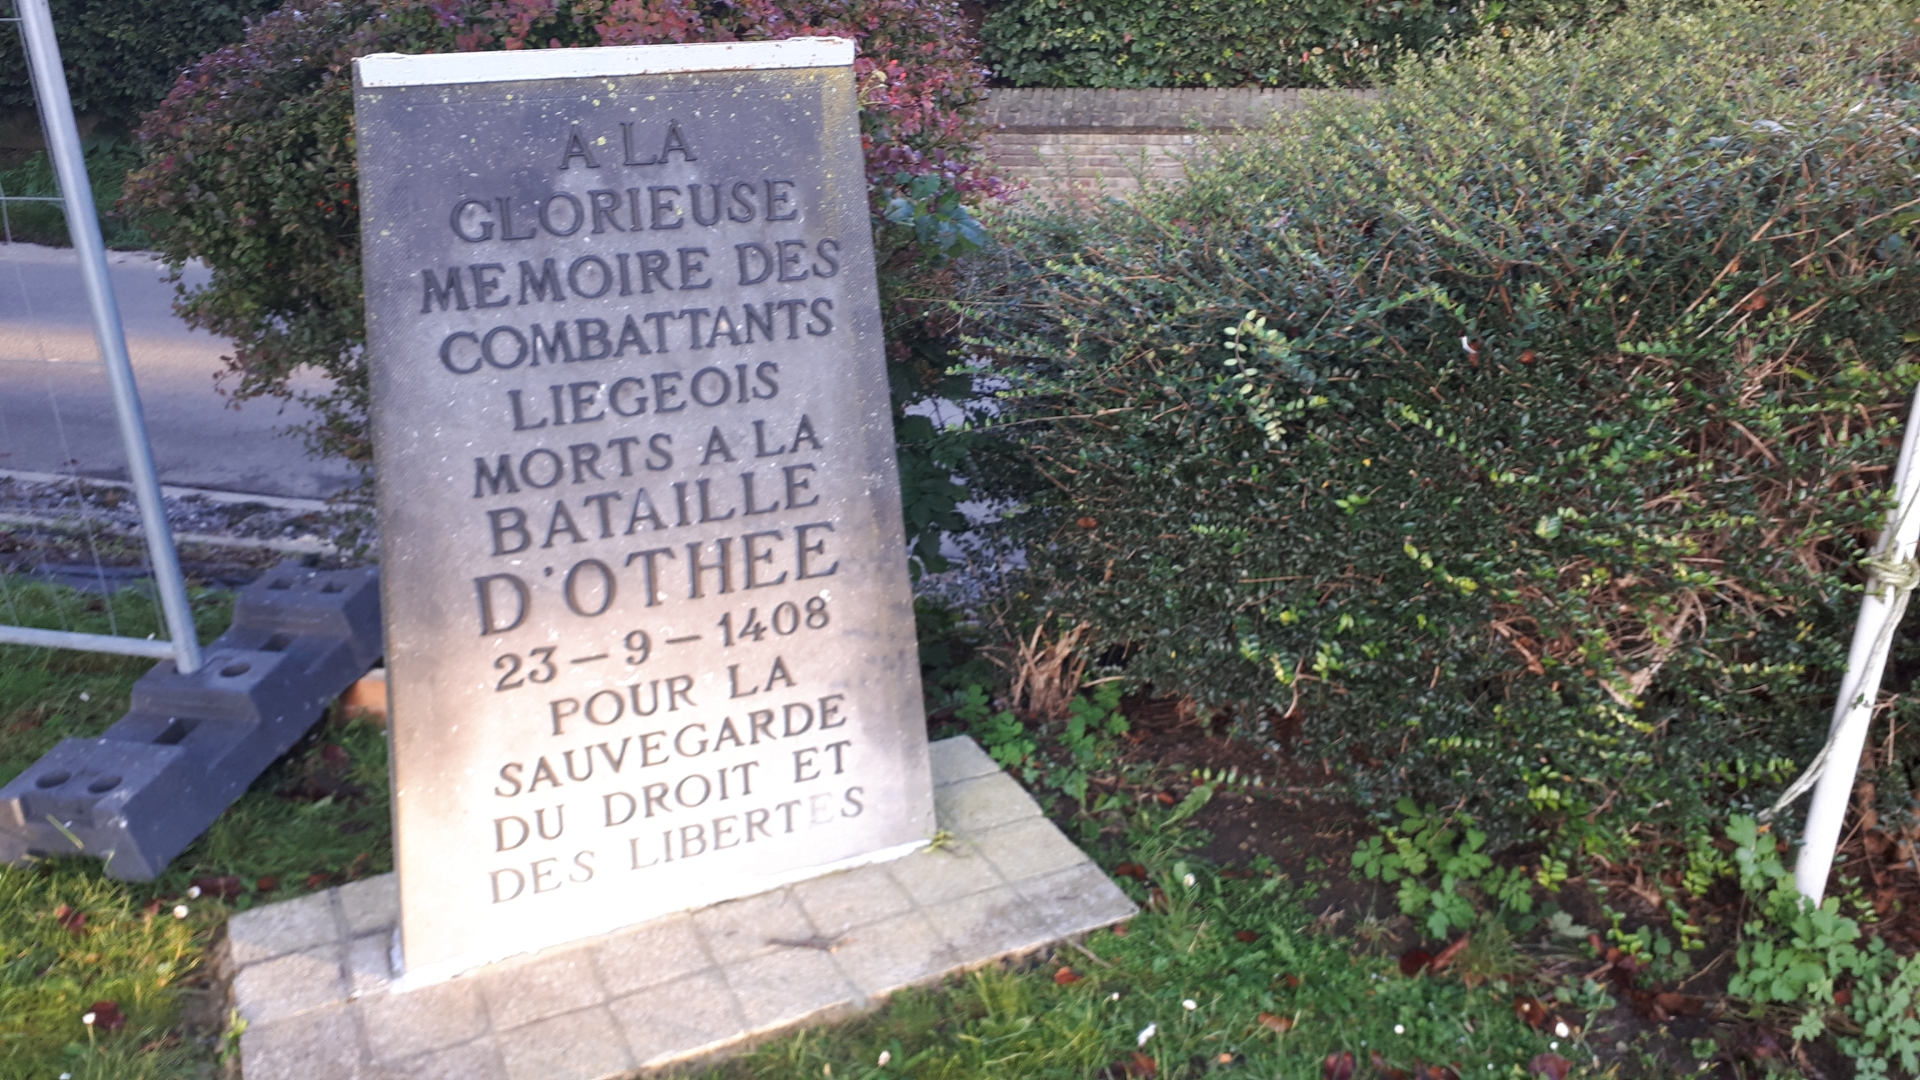 A LA
GLORIEUSE
MEMOIRE DES
COMBATTANTS
LIEGEOIS
MORTS A LA
BATAILLE
D'OTHEE
23-9-1408
POUR LA
SAUVEGARDE
DU DROIT ET
DES LIBERTES